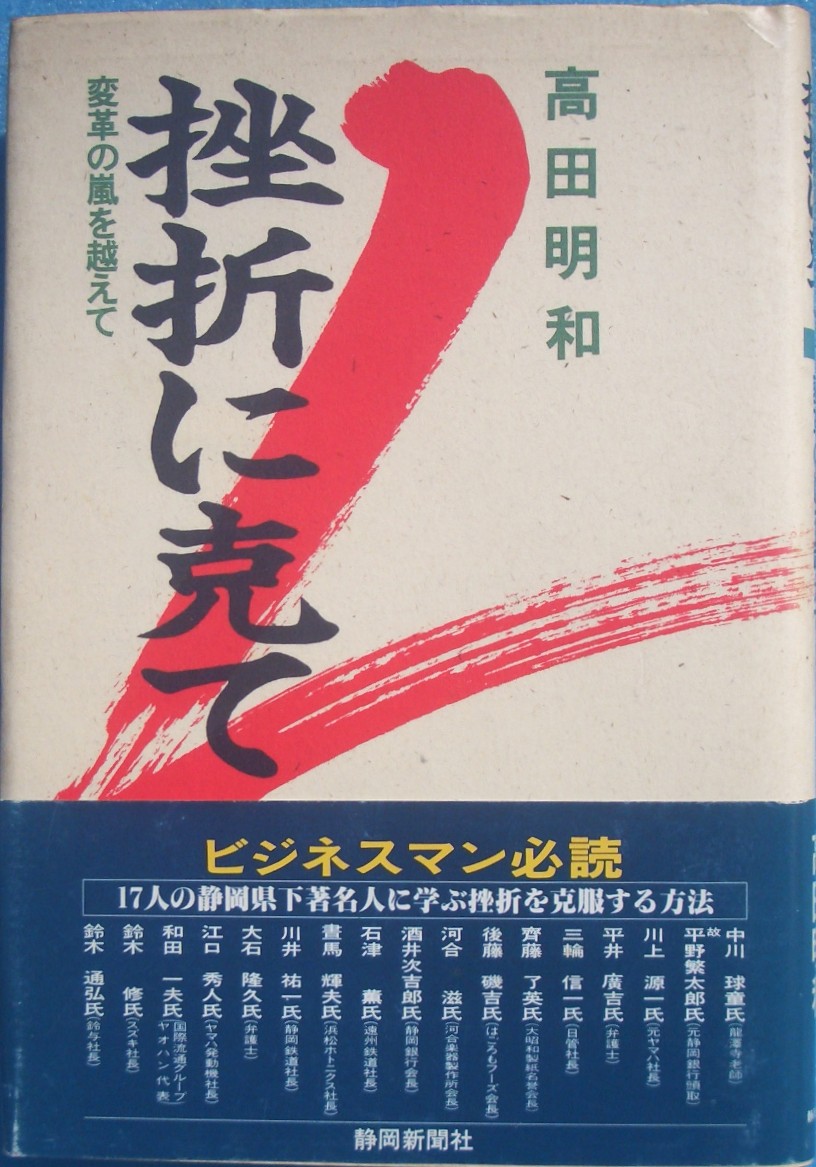 高田明和
挫折に克て
変革の嵐を越えて
ビジネスマン必読
17人の静岡県下著名人に学ぶ挫折を克服する方法
中川 球童氏(龍澤寺老師)
故平野繁太郎氏(元静岡銀行頭取)
川上 源一氏(元ヤマハ社長)
平井 廣吉氏(弁護士)
三輪 信一氏(日管社長)
齊藤 了英氏(大昭和製紙名誉会長)
後藤 磯吉氏(はごろもフーズ会長)
河合 滋氏(河合楽器製作所会長)
酒井次吉郎氏(静岡銀行会長)
石津 薫氏(遠州鉄道社長)
晝馬 輝夫氏(浜松ホトニクス社長)
川井 祐一氏(静岡鉄道社長)
大石 隆久氏(弁護士)
江口 秀人氏(ヤマハ発動機社長)
和田 一夫氏(国際流通グループヤオハン代表)
鈴木 修氏(スズキ社長)
鈴木 通弘氏(鈴与社長)
静岡新聞社